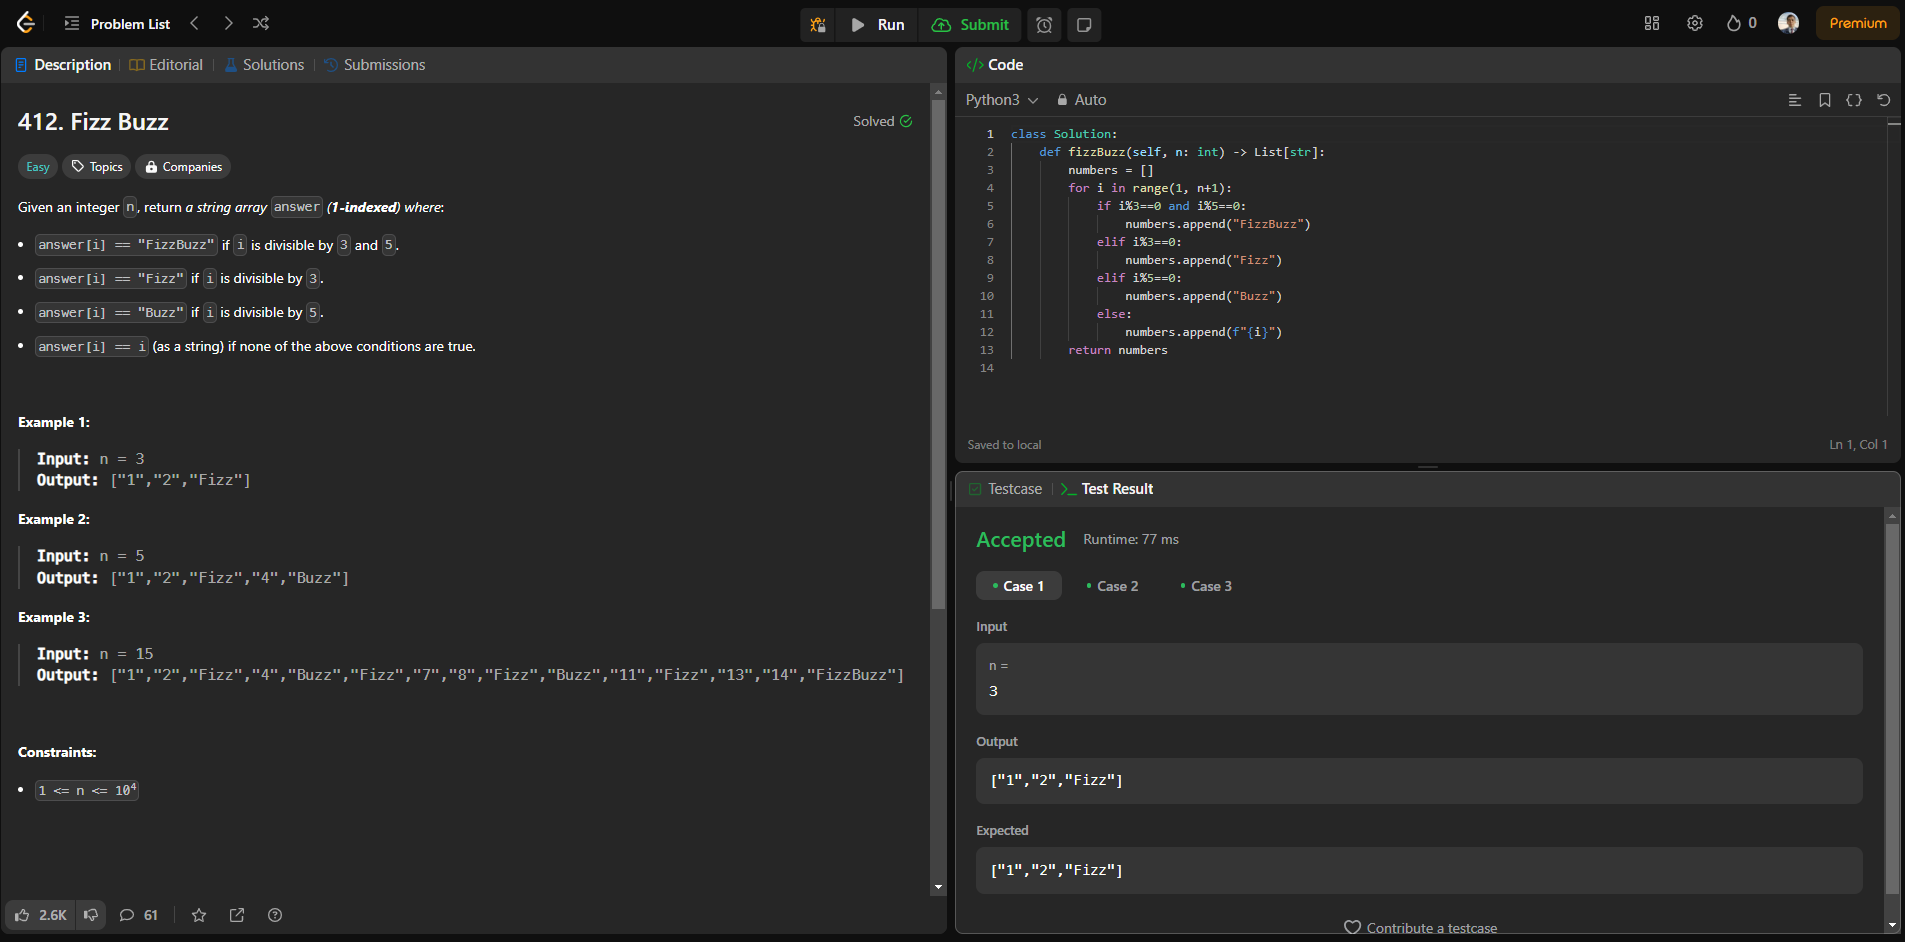 Problem List
Run
Submit
0
Premium
Description
Editorial
Solutions
Submissions
412. Fizz Buzz
Solved
Easy
Topics
Companies
Given an integer n, return a string array answer (1-indexed) where:
• answer[i] == "FizzBuzz" if i is divisible by 3 and 5.
• answer[i] == "Fizz" if i is divisible by 3.
• answer[i] == "Buzz" if i is divisible by 5.
• answer[i] == i (as a string) if none of the above conditions are true.
Example 1:
Input: n = 3
Output: ["1","2","Fizz"]
Example 2:
Input: n = 5
Output: ["1","2","Fizz","4","Buzz"]
Example 3:
Input: n = 15
Output: ["1","2","Fizz","4","Buzz","Fizz","7","8","Fizz","Buzz","11","Fizz","13","14","FizzBuzz"]
Constraints:
• 1 <= n <= 10⁴
2.6K
61
</> Code
Python3
Auto
1 class Solution:
2     def fizzBuzz(self, n: int) -> List[str]:
3         numbers = []
4         for i in range(1, n+1):
5             if i%3==0 and i%5==0:
6                 numbers.append("FizzBuzz")
7             elif i%3==0:
8                 numbers.append("Fizz")
9             elif i%5==0:
10                 numbers.append("Buzz")
11             else:
12                 numbers.append(f"{i}")
13         return numbers
14
Saved to local
Ln 1, Col 1
Testcase
>_ Test Result
Accepted
Runtime: 77 ms
• Case 1
• Case 2
• Case 3
Input
n =
3
Output
["1","2","Fizz"]
Expected
["1","2","Fizz"]
Contribute a testcase